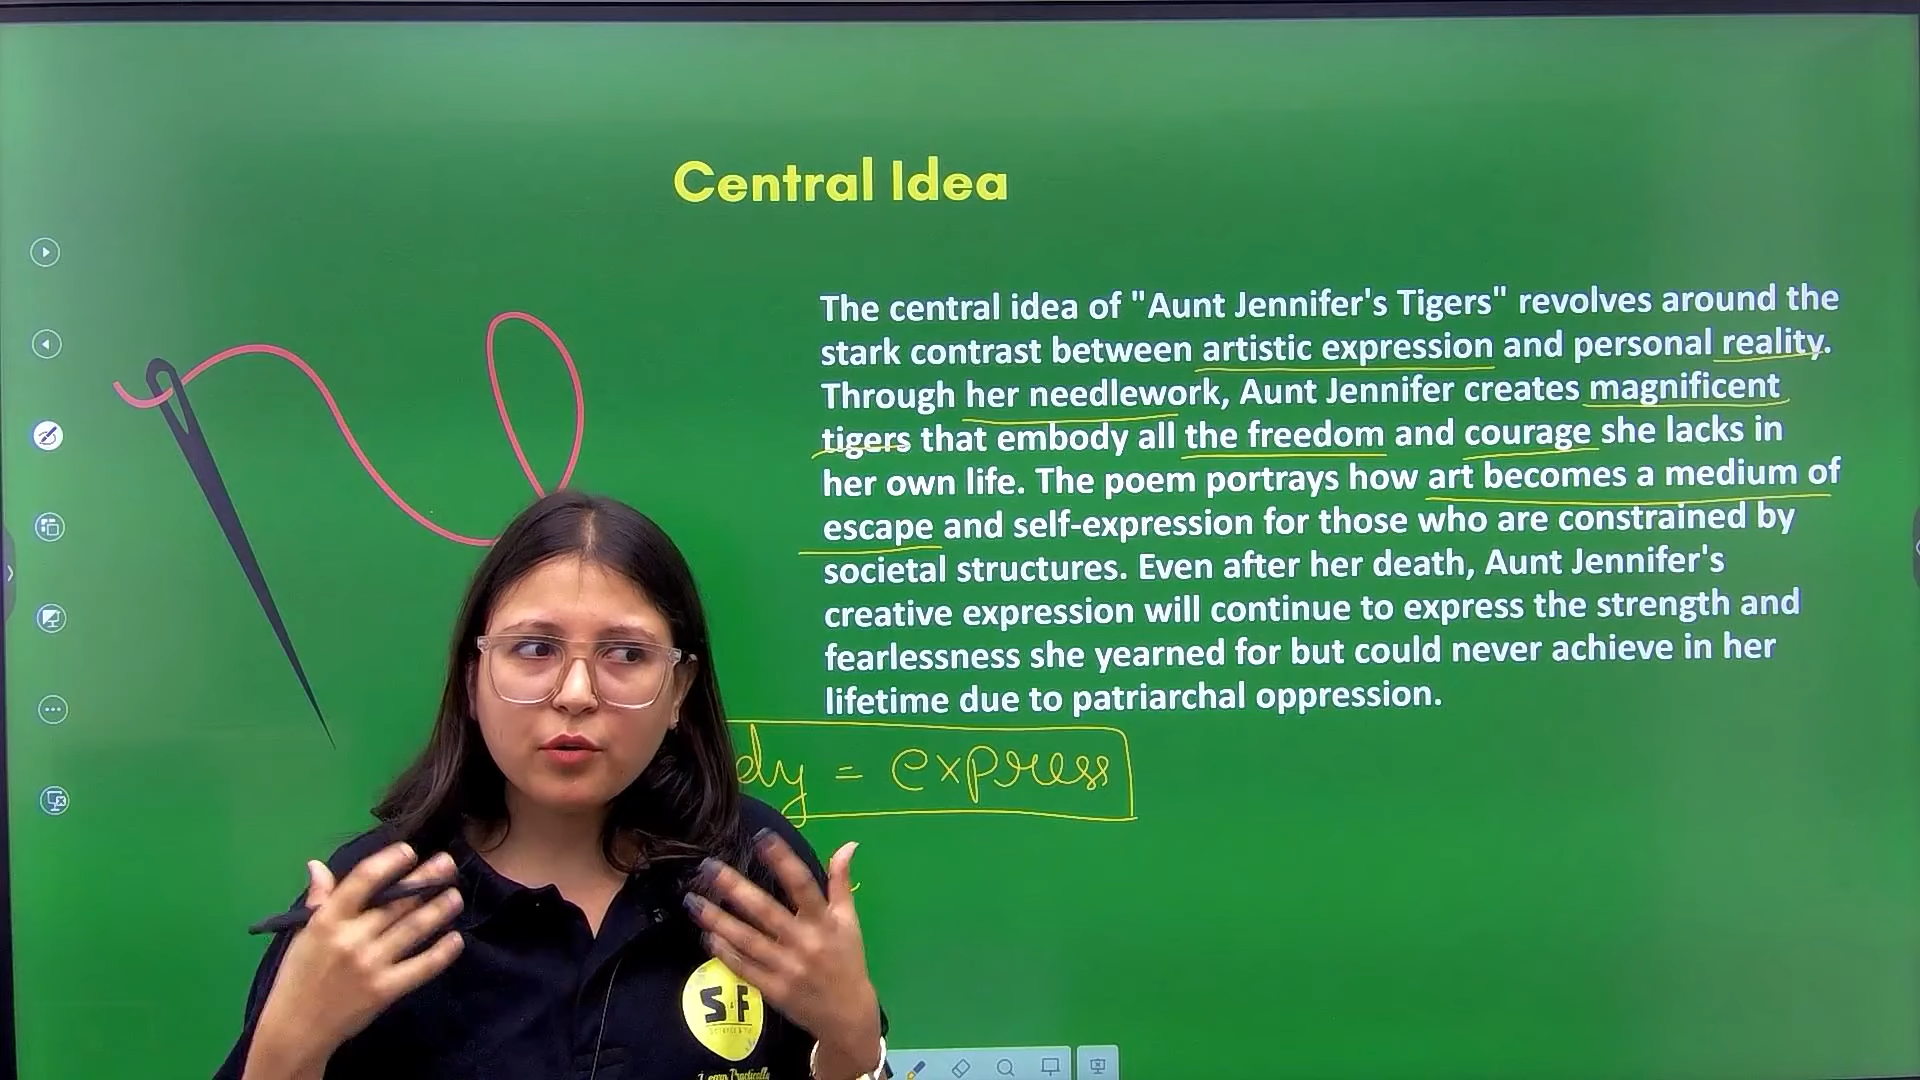 Central Idea
The central idea of "Aunt Jennifer's Tigers" revolves around the
stark contrast between artistic expression and personal reality.
Through her needlework, Aunt Jennifer creates magnificent
tigers that embody all the freedom and courage she lacks in
her own life. The poem portrays how art becomes a medium of
escape and self-expression for those who are constrained by
societal structures. Even after her death, Aunt Jennifer's
creative expression will continue to express the strength and
fearlessness she yearned for but could never achieve in her
lifetime due to patriarchal oppression.
dy = express
S F
Learn Practically